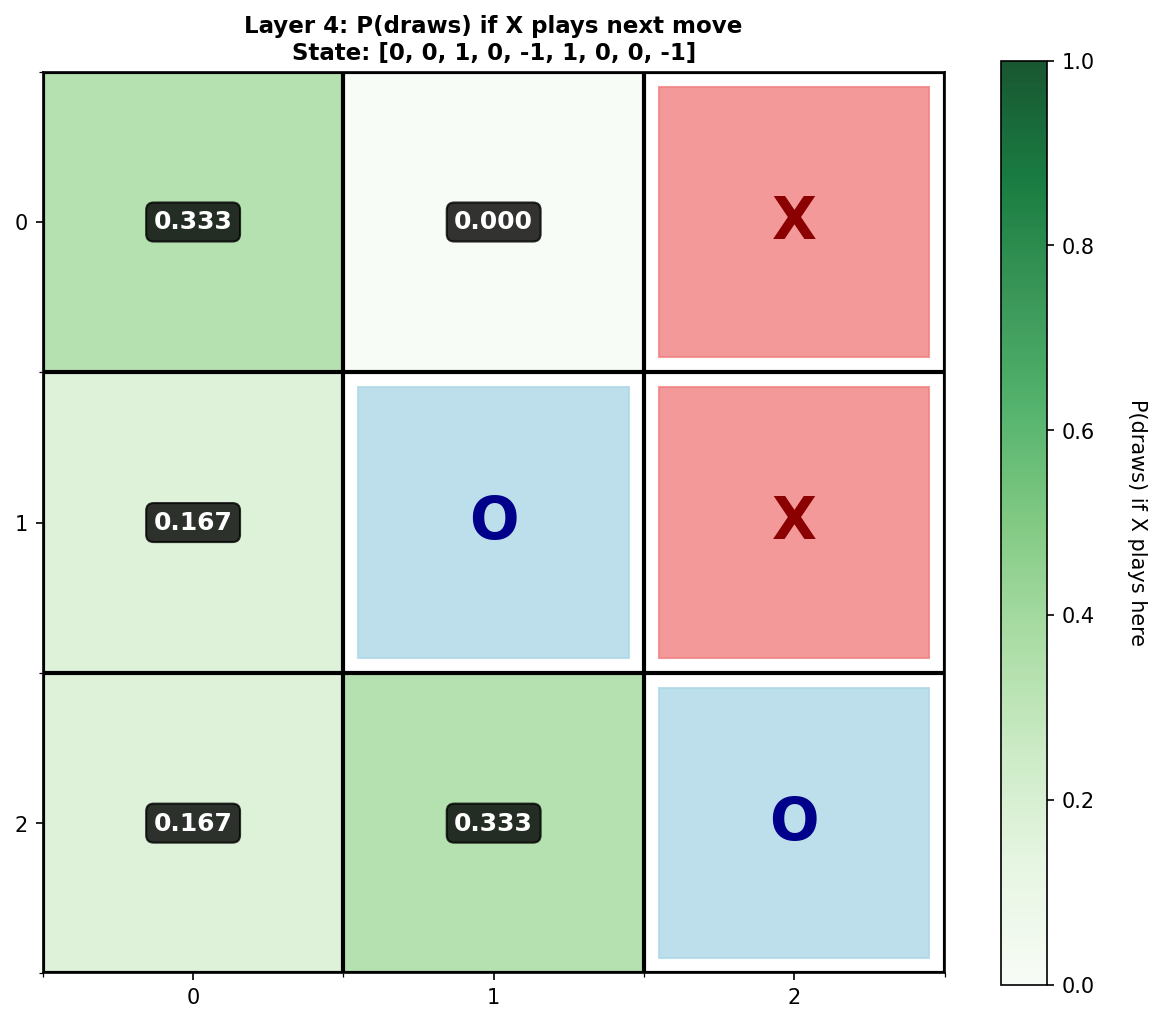 Layer 4: P(draws) if X plays next move
State: [0, 0, 1, 0, -1, 1, 0, 0, -1]
0
0.333
0.000
X
1
0.167
O
X
2
0.167
0.333
O
0
1
2
1.0
0.8
0.6
0.4
0.2
0.0
P(draws) if X plays here